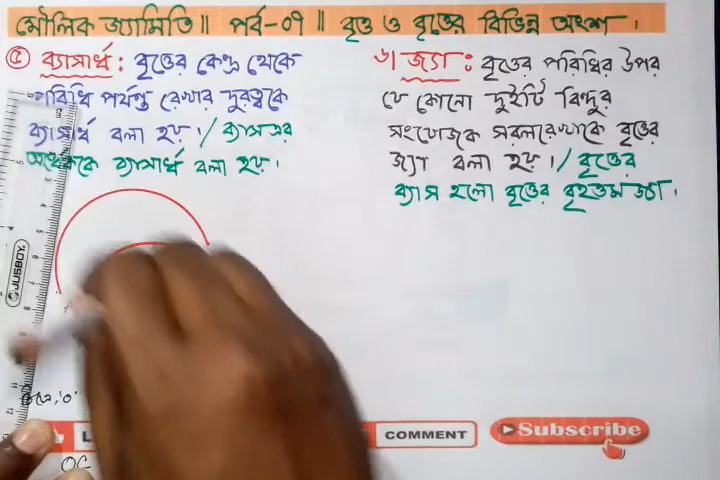 মৌলিক জ্যামিতি ॥ পর্ব-০৭ ॥ বৃত্ত ও বৃত্তের বিভিন্ন অংশ ।
৫ ব্যাসার্ধ : বৃত্তের কেন্দ্র থেকে
পরিধি পর্যন্ত রেখার দূরত্বকে
ব্যাসার্ধ বলা হয় । / ব্যাসের
অর্ধেককে ব্যাসার্ধ বলা হয় ।
৬। জ্যা : বৃত্তের পরিধির উপর
যে কোনো দুইটি বিন্দুর
সংযোজক সরলরেখাকে বৃত্তের
জ্যা বলা হয় । / বৃত্তের
ব্যাস হলো বৃত্তের বৃহত্তম জ্যা ।
JUSBOY
'O'
OC
COMMENT
Subscribe